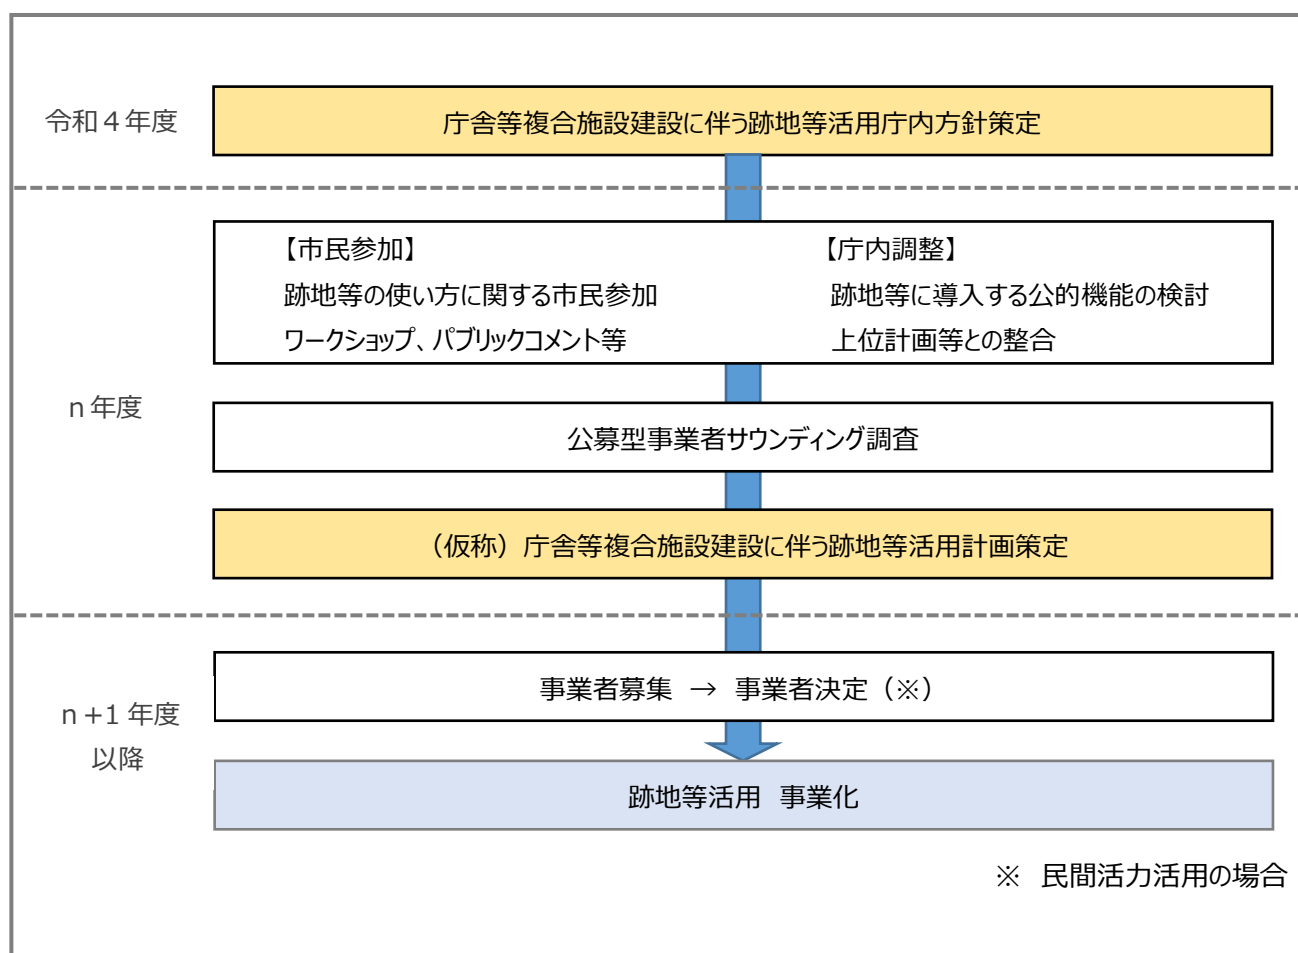 令和４年度
庁舎等複合施設建設に伴う跡地等活用庁内方針策定
【市民参加】
跡地等の使い方に関する市民参加
ワークショップ、パブリックコメント等
【庁内調整】
跡地等に導入する公的機能の検討
上位計画等との整合
n 年度
公募型事業者サウンディング調査
（仮称）庁舎等複合施設建設に伴う跡地等活用計画策定
n +1 年度
以降
事業者募集　→　事業者決定（※）
跡地等活用　事業化
※　民間活力活用の場合